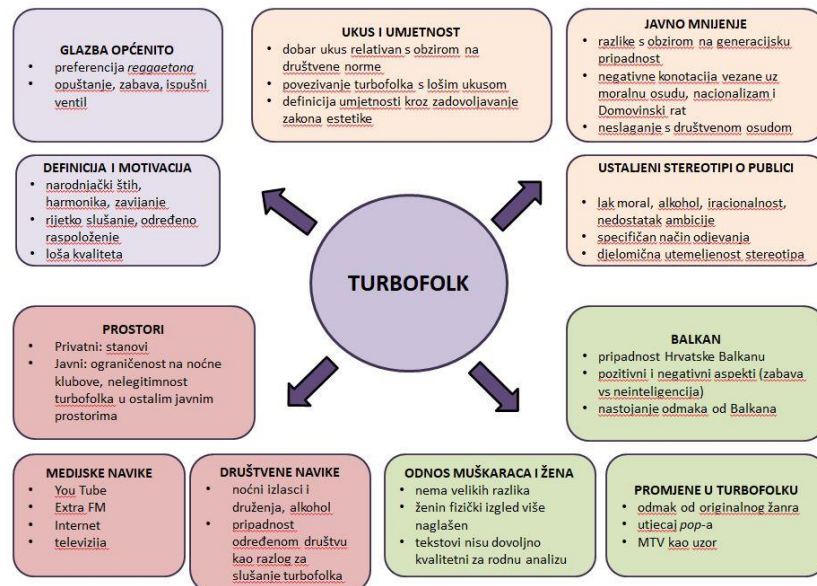 GLAZBA OPĆENITO
• preferencija reggaetona
• opuštanje, zabava, ispušni
ventil
UKUS I UMJETNOST
• dobar ukus relativan s obzirom na
društvene norme
• povezivanje turbofolka s lošim ukusom
• definicija umjetnosti kroz zadovoljavanje
zakona estetike
JAVNO MNIJENJE
• razlike s obzirom na generacijsku
pripadnost
• negativne konotacija vezane uz
moralnu osudu, nacionalizam i
Domovinski rat
• neslaganje s društvenom osudom
DEFINICIJA I MOTIVACIJA
• narodnjački štih,
harmonika, zavijanje
• rijetko slušanje, određeno
raspoloženje
• loša kvaliteta
USTALJENI STEREOTIPI O PUBLICI
• lak moral, alkohol, iracionalnost,
nedostatak ambicije
• specifičan način odjevanja
• djelomična utemeljenost stereotipa
TURBOFOLK
PROSTORI
• Privatni: stanovi
• Javni: ograničenost na noćne
klubove, nelegitimnost
turbofolka u ostalim javnim
prostorima
BALKAN
• pripadnost Hrvatske Balkanu
• pozitivni i negativni aspekti (zabava
vs neinteligencija)
• nastojanje odmaka od Balkana
MEDIJSKE NAVIKE
• You Tube
• Extra FM
• Internet
• televizija
DRUŠTVENE NAVIKE
• noćni izlasci i
druženja, alkohol
• pripadnost
određenom društvu
kao razlog za
slušanje turbofolka
ODNOS MUŠKARACA I ŽENA
• nema velikih razlika
• ženin fizički izgled više
naglašen
• tekstovi nisu dovoljno
kvalitetni za rodnu analizu
PROMJENE U TURBOFOLKU
• odmak od originalnog žanra
• utjecaj pop-a
• MTV kao uzor